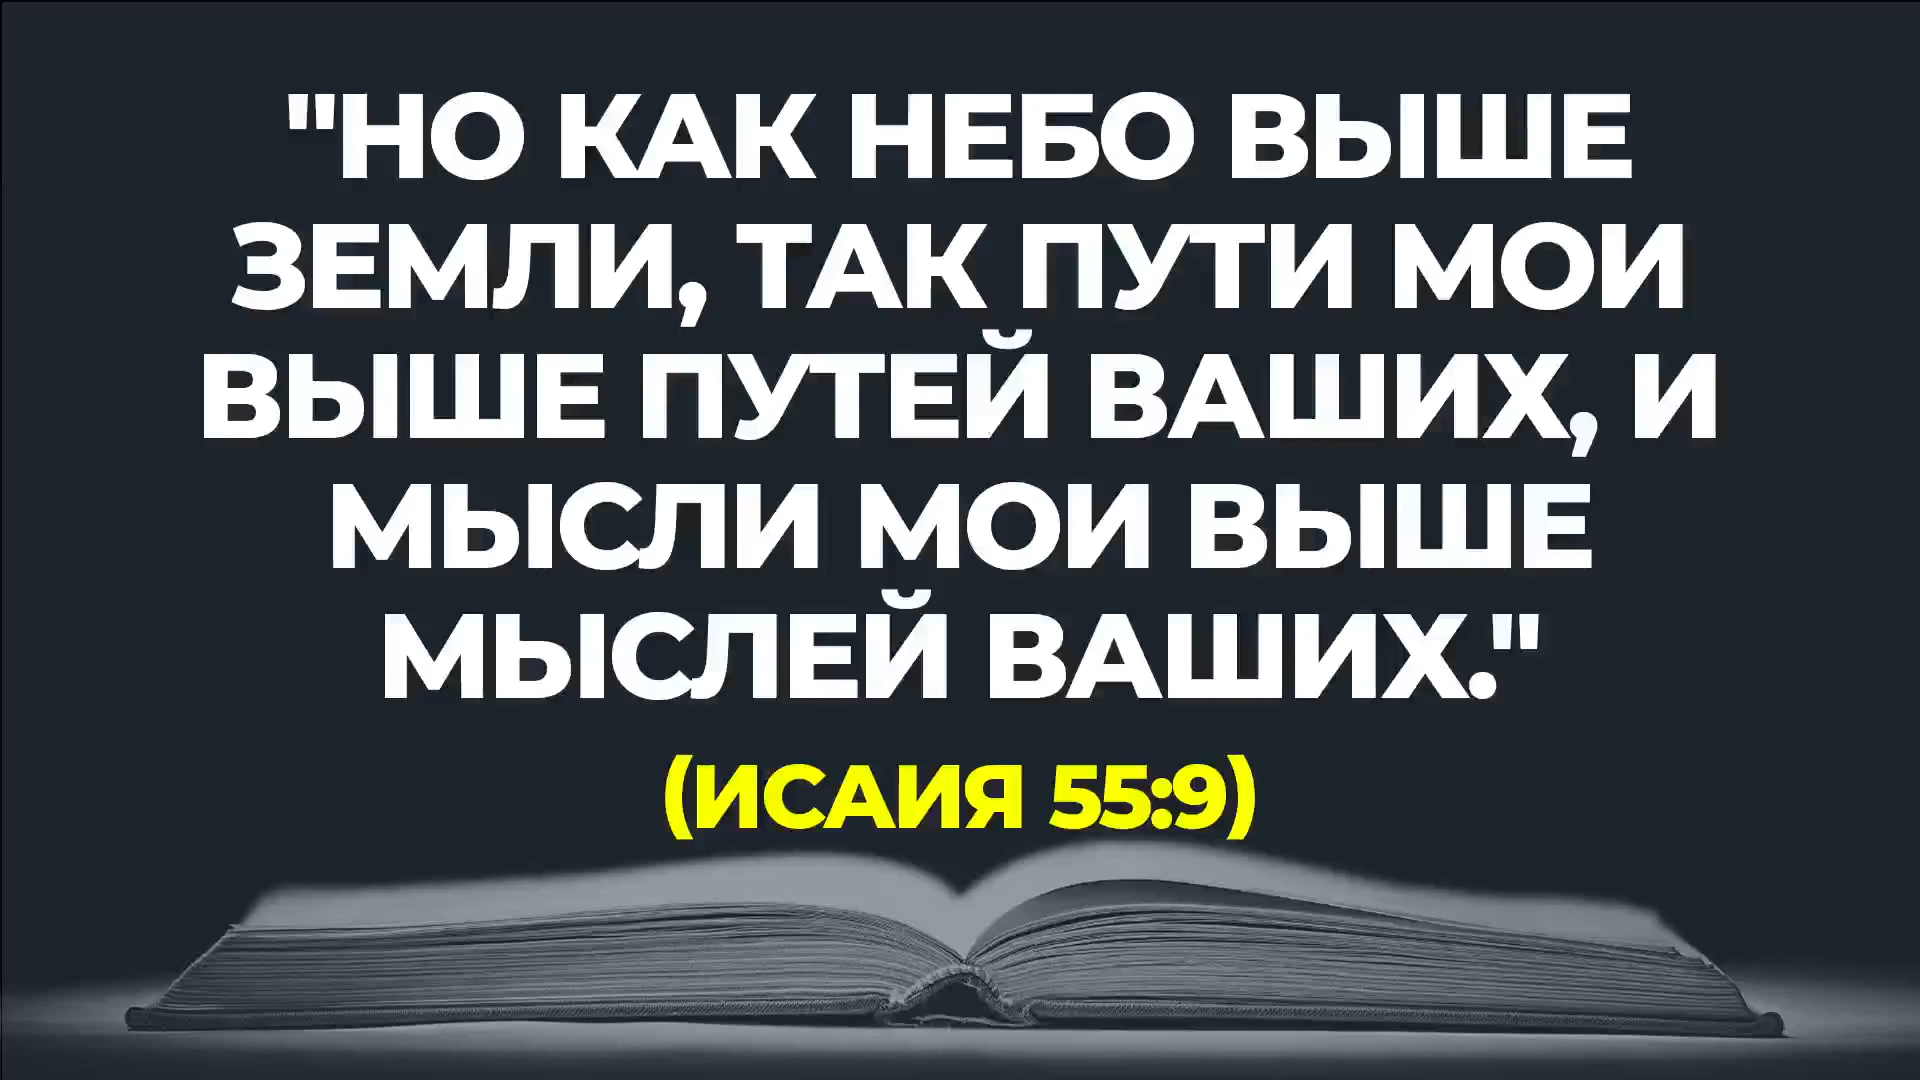 "НО КАК НЕБО ВЫШЕ
ЗЕМЛИ, ТАК ПУТИ МОИ
ВЫШЕ ПУТЕЙ ВАШИХ, И
МЫСЛИ МОИ ВЫШЕ
МЫСЛЕЙ ВАШИХ."
(ИСАИЯ 55:9)